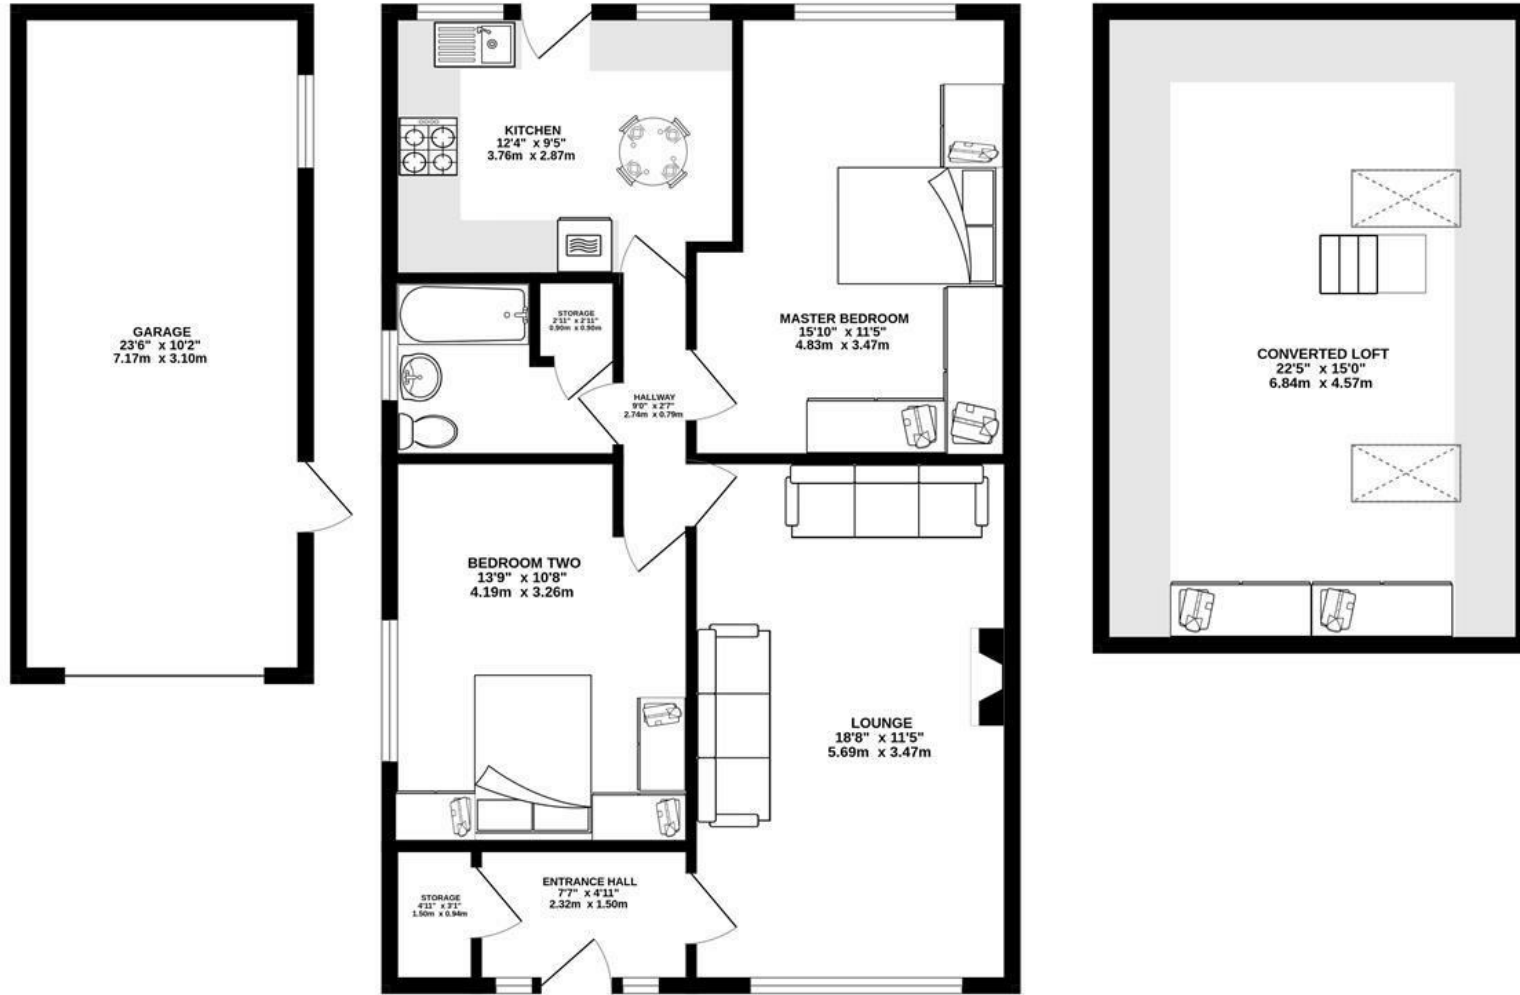 GARAGE
23'6" x 10'2"
7.17m x 3.10m
KITCHEN
12'4" x 9'5"
3.76m x 2.87m
STORAGE
2'11" x 2'11"
0.90m x 0.90m
MASTER BEDROOM
15'10" x 11'5"
4.83m x 3.47m
HALLWAY
9'0" x 2'7"
2.74m x 0.79m
BEDROOM TWO
13'9" x 10'8"
4.19m x 3.26m
LOUNGE
18'8" x 11'5"
5.69m x 3.47m
STORAGE
4'11" x 3'1"
1.50m x 0.94m
ENTRANCE HALL
7'7" x 4'11"
2.32m x 1.50m
CONVERTED LOFT
22'5" x 15'0"
6.84m x 4.57m